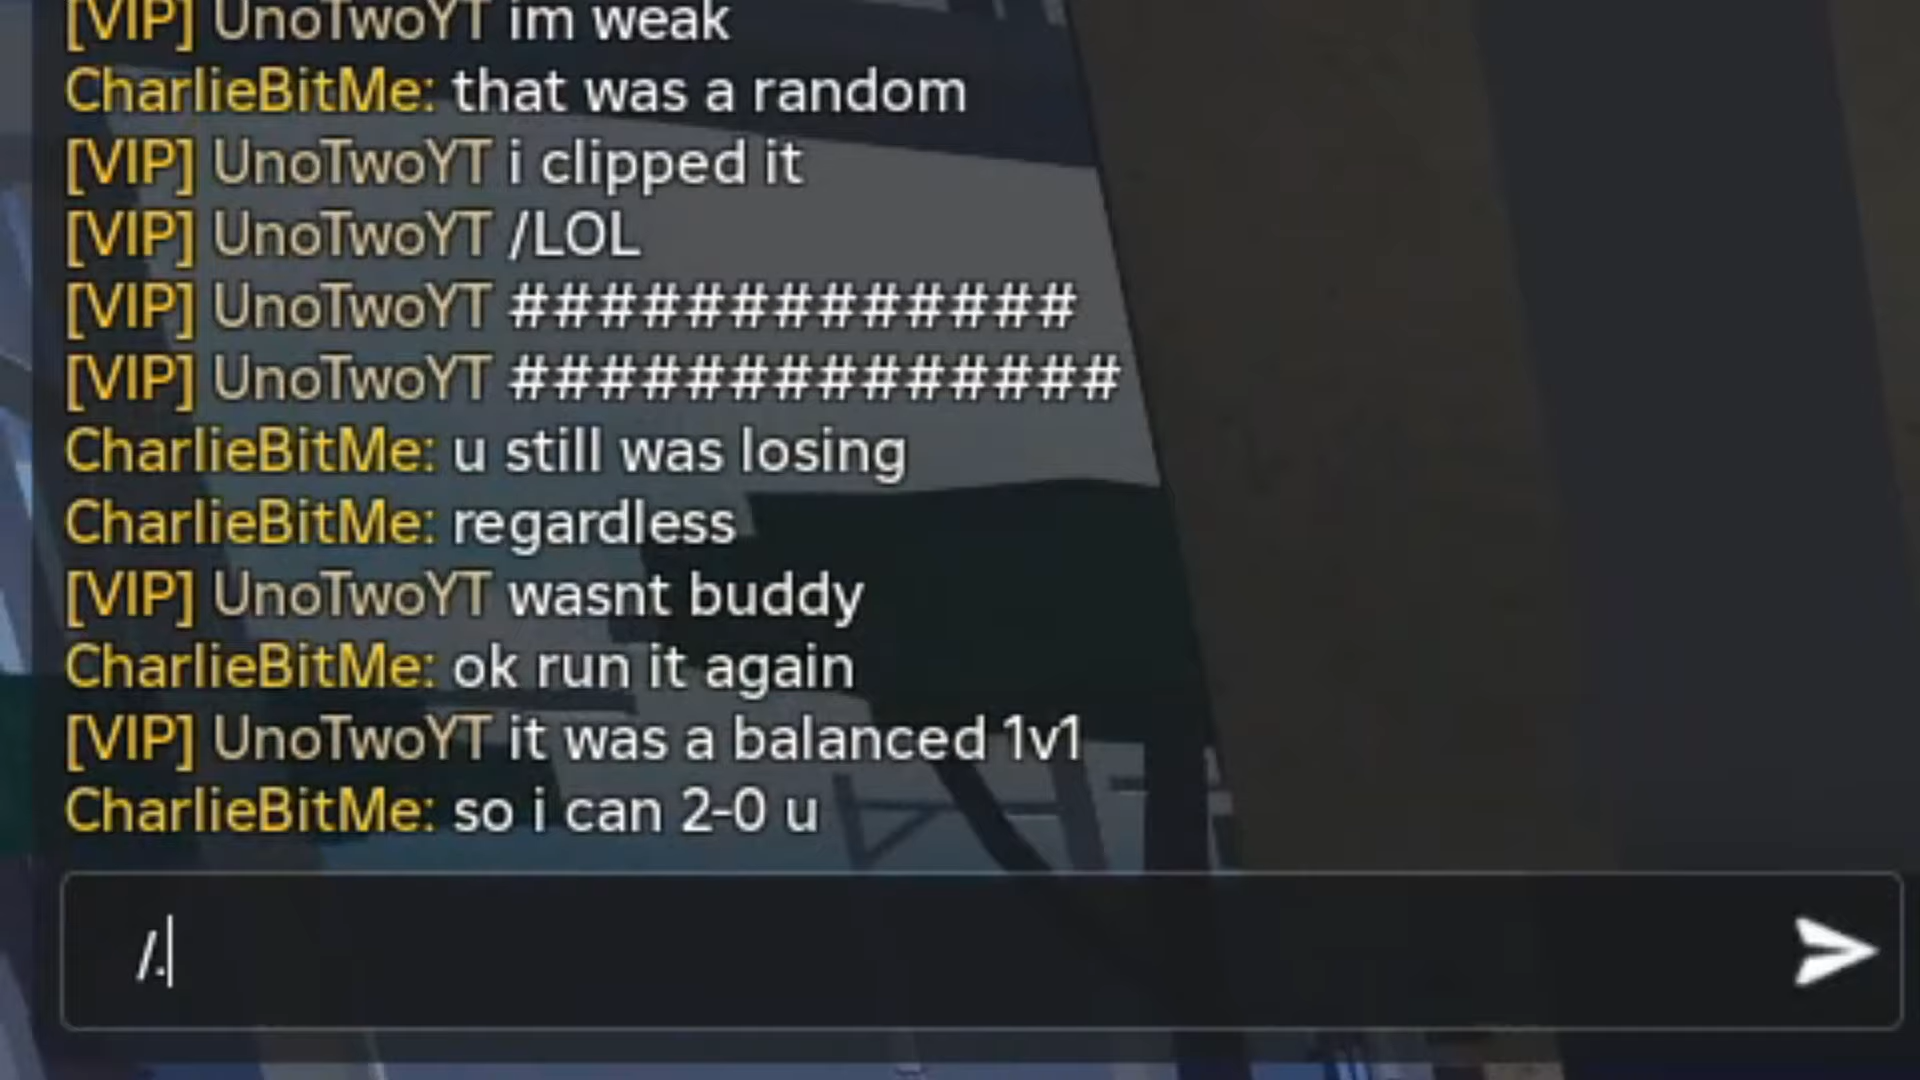 [VIP] UnoTwoYT im weak
CharlieBitMe: that was a random
[VIP] UnoTwoYT i clipped it
[VIP] UnoTwoYT /LOL
[VIP] UnoTwoYT #############
[VIP] UnoTwoYT ##############
CharlieBitMe: u still was losing
CharlieBitMe: regardless
[VIP] UnoTwoYT wasnt buddy
CharlieBitMe: ok run it again
[VIP] UnoTwoYT it was a balanced 1v1
CharlieBitMe: so i can 2-0 u
/.